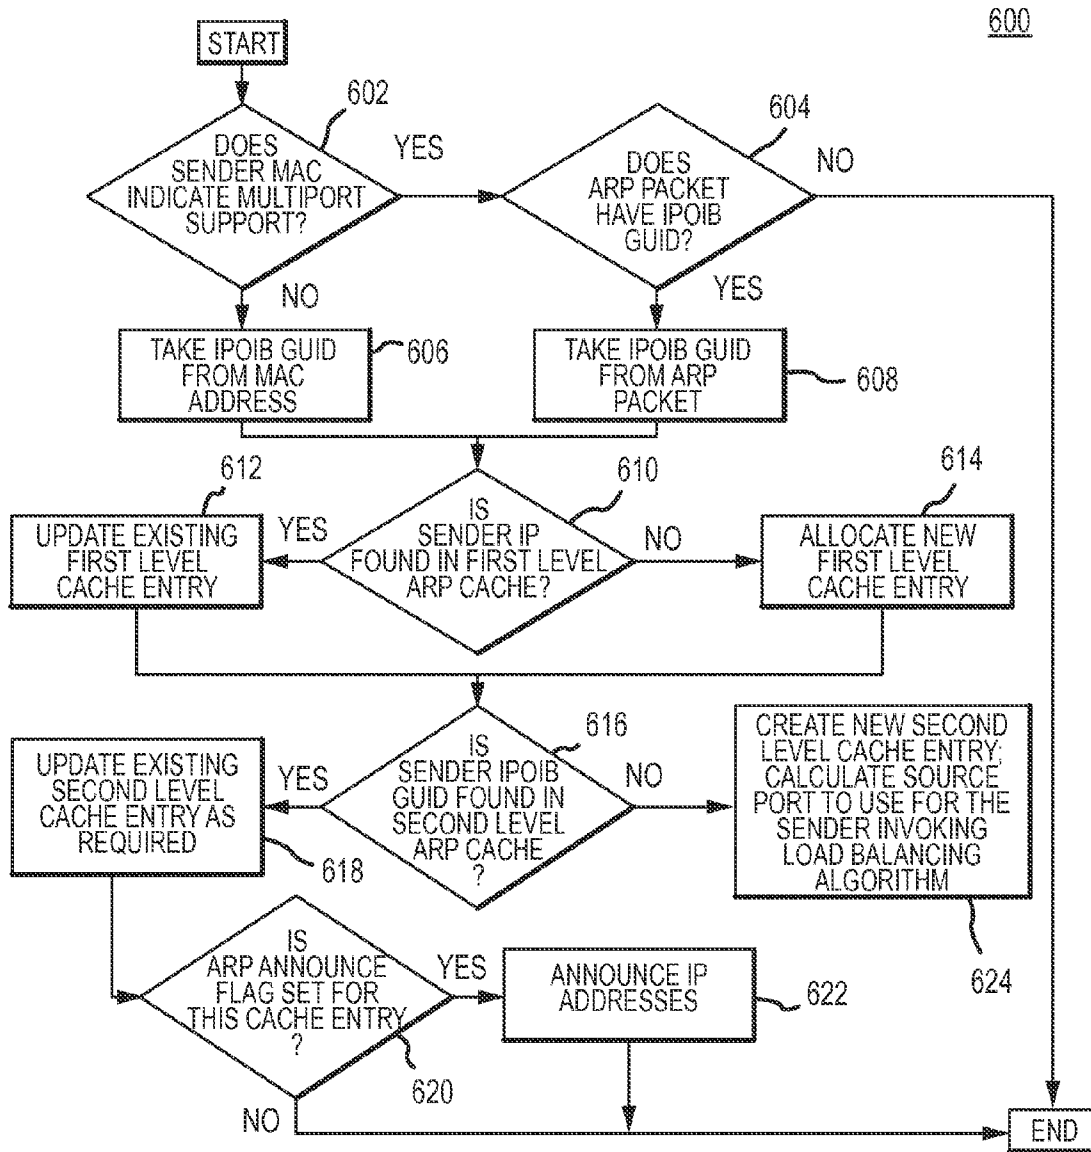 600
START
602
DOES
SENDER MAC
INDICATE MULTIPORT
SUPPORT?
YES
604
DOES
ARP PACKET
HAVE IPOIB
GUID?
NO
NO
YES
TAKE IPOIB GUID
FROM MAC
ADDRESS
606
TAKE IPOIB GUID
FROM ARP
PACKET
608
612
UPDATE EXISTING
FIRST LEVEL
CACHE ENTRY
YES
610
IS
SENDER IP
FOUND IN FIRST LEVEL
ARP CACHE?
NO
614
ALLOCATE NEW
FIRST LEVEL
CACHE ENTRY
UPDATE EXISTING
SECOND LEVEL
CACHE ENTRY AS
REQUIRED
618
YES
616
IS
SENDER IPOIB
GUID FOUND IN
SECOND LEVEL
ARP CACHE
?
NO
CREATE NEW SECOND
LEVEL CACHE ENTRY;
CALCULATE SOURCE
PORT TO USE FOR THE
SENDER INVOKING
LOAD BALANCING
ALGORITHM
624
IS
ARP ANNOUNCE
FLAG SET FOR
THIS CACHE ENTRY
?
620
YES
ANNOUNCE IP
ADDRESSES
622
NO
END